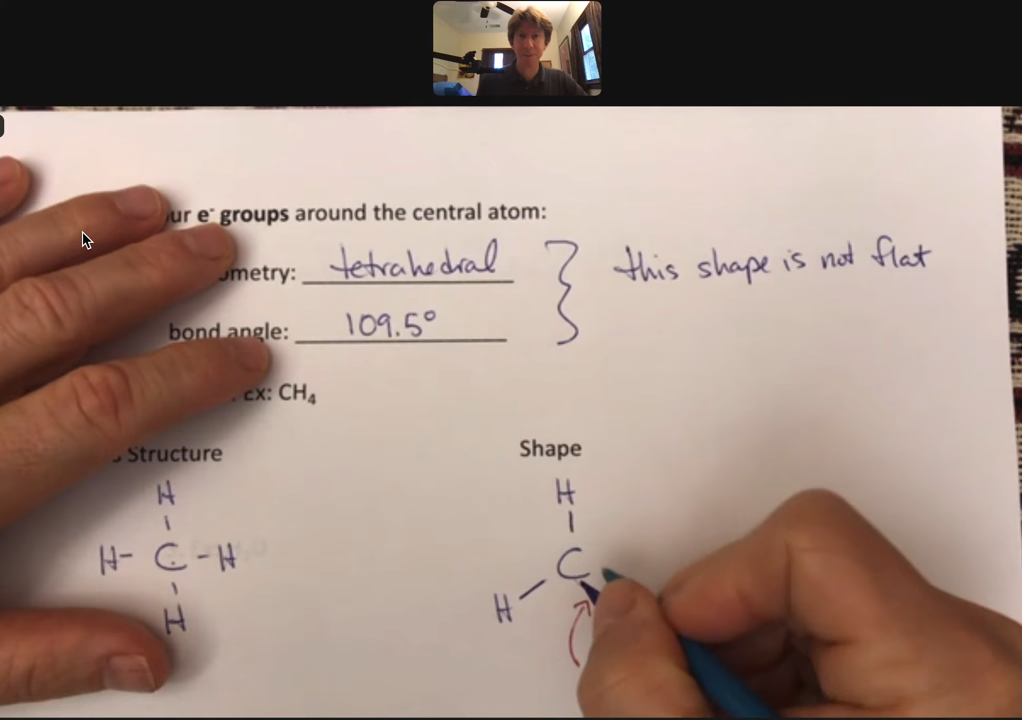 ur e⁻ groups around the central atom:
metry: tetrahedral } this shape is not flat
bond angle: 109.5°
Ex: CH₄
Structure Shape
H H
H- C -H C
H H